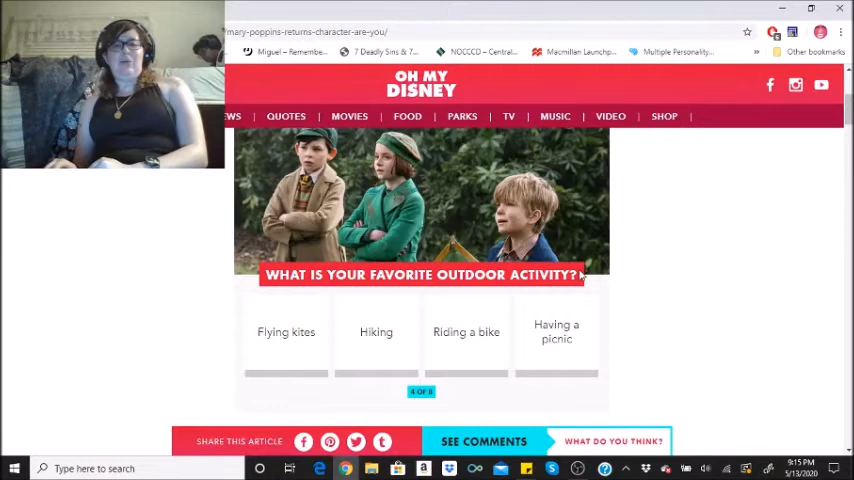 /mary-poppins-returns-character-are-you/
Miguel – Remembe...
7 Deadly Sins & 7...
NOCCCD – Central...
Macmillan Launchp...
Multiple Personality...
»
Other bookmarks
OH MY
DISNEY
EWS | QUOTES | MOVIES | FOOD | PARKS | TV | MUSIC | VIDEO | SHOP |
WHAT IS YOUR FAVORITE OUTDOOR ACTIVITY?
Flying kites
Hiking
Riding a bike
Having a
picnic
4 OF 8
SHARE THIS ARTICLE
SEE COMMENTS
WHAT DO YOU THINK?
Type here to search
9:15 PM
5/13/2020